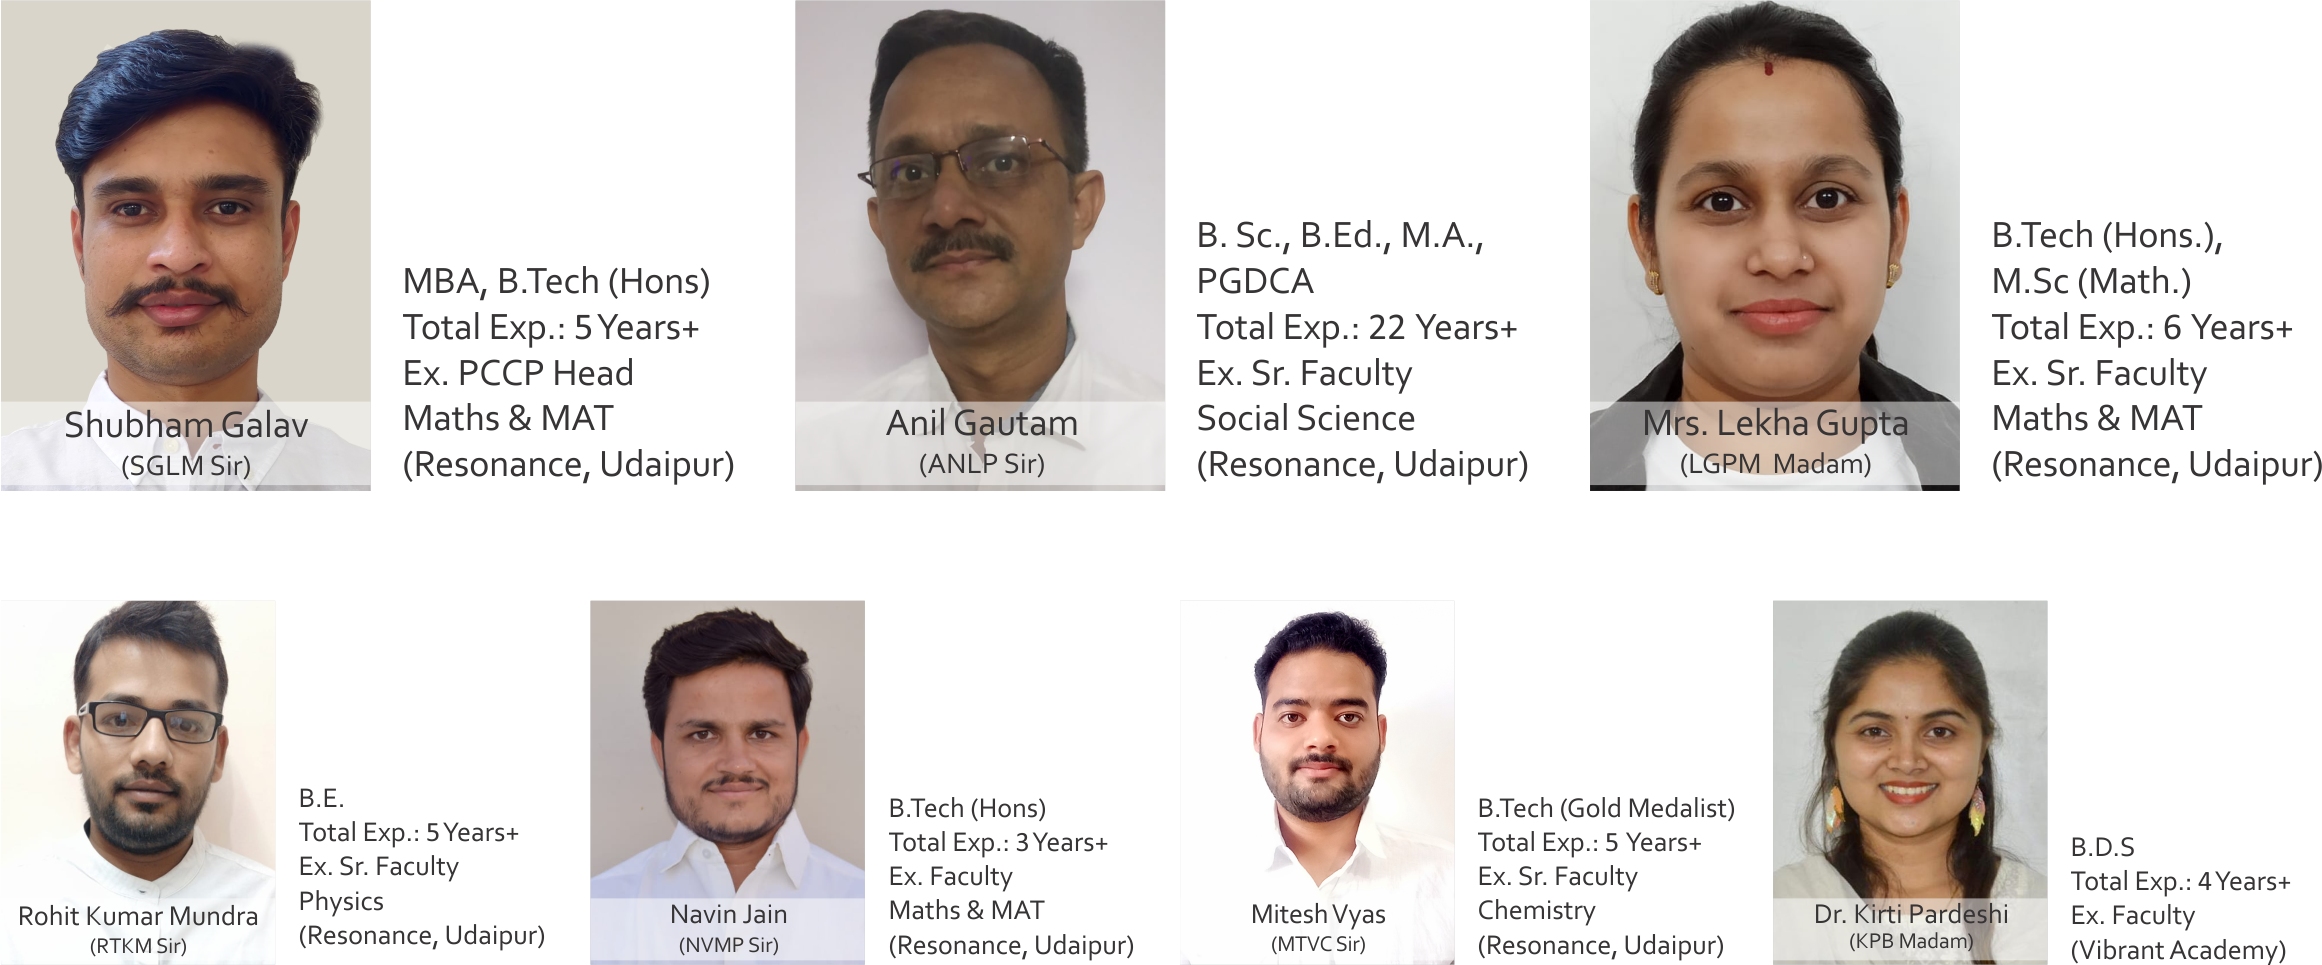 Shubham Galav
(SGLM Sir)
MBA, B.Tech (Hons)
Total Exp.: 5 Years+
Ex. PCCP Head
Maths & MAT
(Resonance, Udaipur)
Anil Gautam
(ANLP Sir)
B. Sc., B.Ed., M.A.,
PGDCA
Total Exp.: 22 Years+
Ex. Sr. Faculty
Social Science
(Resonance, Udaipur)
Mrs. Lekha Gupta
(LGPM Madam)
B.Tech (Hons.),
M.Sc (Math.)
Total Exp.: 6 Years+
Ex. Sr. Faculty
Maths & MAT
(Resonance, Udaipur)
Rohit Kumar Mundra
(RTKM Sir)
B.E.
Total Exp.: 5 Years+
Ex. Sr. Faculty
Physics
(Resonance, Udaipur)
Navin Jain
(NVMP Sir)
B.Tech (Hons)
Total Exp.: 3 Years+
Ex. Faculty
Maths & MAT
(Resonance, Udaipur)
Mitesh Vyas
(MTVC Sir)
B.Tech (Gold Medalist)
Total Exp.: 5 Years+
Ex. Sr. Faculty
Chemistry
(Resonance, Udaipur)
Dr. Kirti Pardeshi
(KPB Madam)
B.D.S
Total Exp.: 4 Years+
Ex. Faculty
(Vibrant Academy)